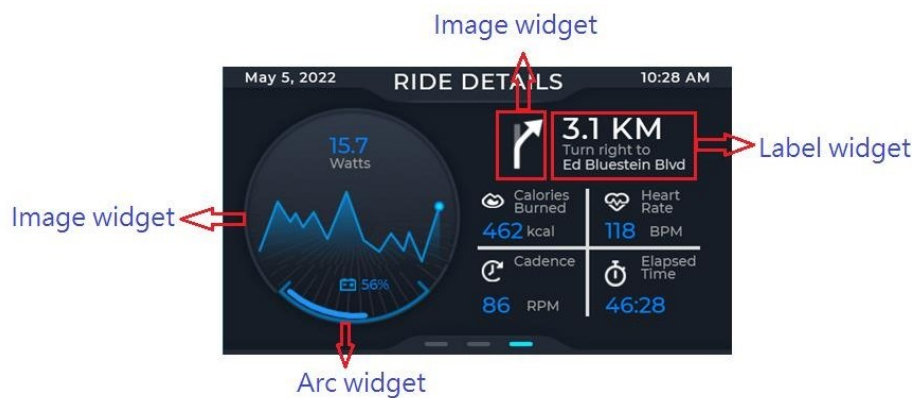 Image widget
May 5, 2022
RIDE DETAILS
10:28 AM
15.7
Watts
3.1 KM
Turn right to
Ed Bluestein Blvd
Label widget
Image widget
Calories
Burned
462 kcal
Heart
Rate
118 BPM
56%
Cadence
86 RPM
Elapsed
Time
46:28
Arc widget